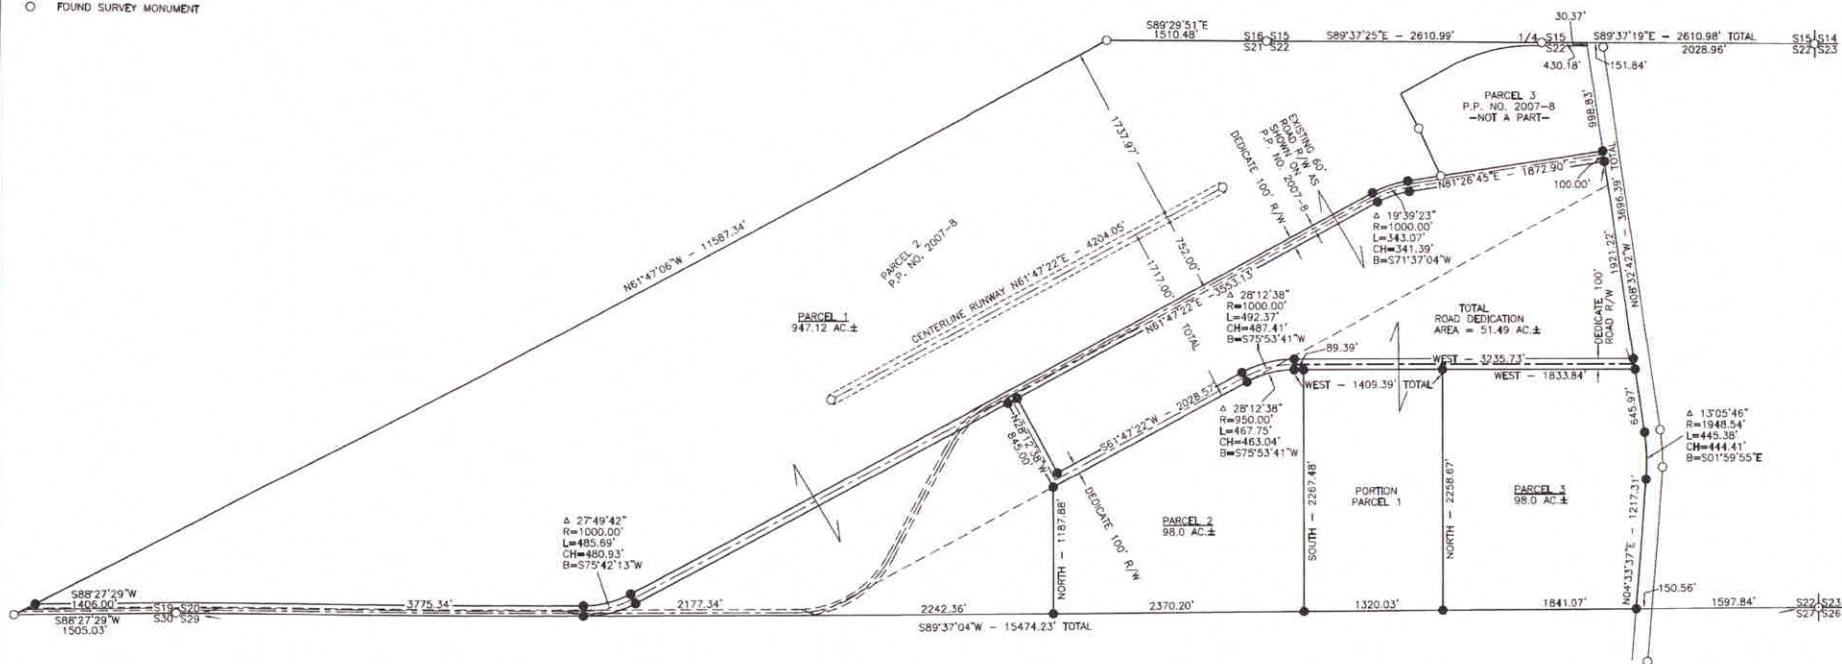 FOUND SURVEY MONUMENT
S89°29'51"E
1510.48'
S16 S15
S21 S22
S89°37'25"E - 2610.99'
1/4 S15
S22
30.37'
S89°37'19"E - 2610.98' TOTAL
2028.96'
S15 S14
S22 S23
430.18'
151.84'
PARCEL 3
P.P. NO. 2007-8
-NOT A PART-
998.83'
1737.97'
EXISTING 60'
ROAD R/W AS
SHOWN ON
P.P. NO. 2007-8
DEDICATE 100' R/W
N81°26'45"E - 1872.90'
100.00'
N08°32'42"W - 3696.39' TOTAL
1921.22'
N61°47'06"W - 11587.34'
PARCEL 2
P.P. NO. 2007-8
CENTERLINE RUNWAY N61°47'22"E - 4204.05'
752.00'
1717.00'
TOTAL
N61°47'22"E - 3553.13'
Δ 19°39'23"
R=1000.00'
L=343.07'
CH=341.39'
B=S71°37'04"W
PARCEL 1
947.12 AC.±
Δ 28°12'38"
R=1000.00'
L=492.37'
CH=487.41'
B=S75°53'41"W
TOTAL
ROAD DEDICATION
AREA = 51.49 AC.±
DEDICATE 100'
ROAD R/W
89.39'
WEST - 3235.73'
WEST - 1409.39' TOTAL
WEST - 1833.84'
S61°47'22"W - 2028.57'
N28°12'38"W
845.00'
Δ 28°12'38"
R=950.00'
L=467.75'
CH=463.04'
B=S75°53'41"W
645.97'
Δ 13°05'46"
R=1948.54'
L=445.38'
CH=444.41'
B=S01°59'55"E
DEDICATE 100' R/W
NORTH - 1187.88'
PARCEL 2
98.0 AC.±
SOUTH - 2267.48'
PORTION
PARCEL 1
NORTH - 2258.67'
PARCEL 3
98.0 AC.±
N04°33'37"E - 1217.31'
150.56'
Δ 27°49'42"
R=1000.00'
L=485.69'
CH=480.93'
B=S75°42'13"W
S88°27'29"W
1406.00'
S19 S20
S30 S29
3775.34'
2177.34'
2242.36'
2370.20'
1320.03'
1841.07'
1597.84'
S22 S23
S27 S26
S88°27'29"W
1505.03'
S89°37'04"W - 15474.23' TOTAL